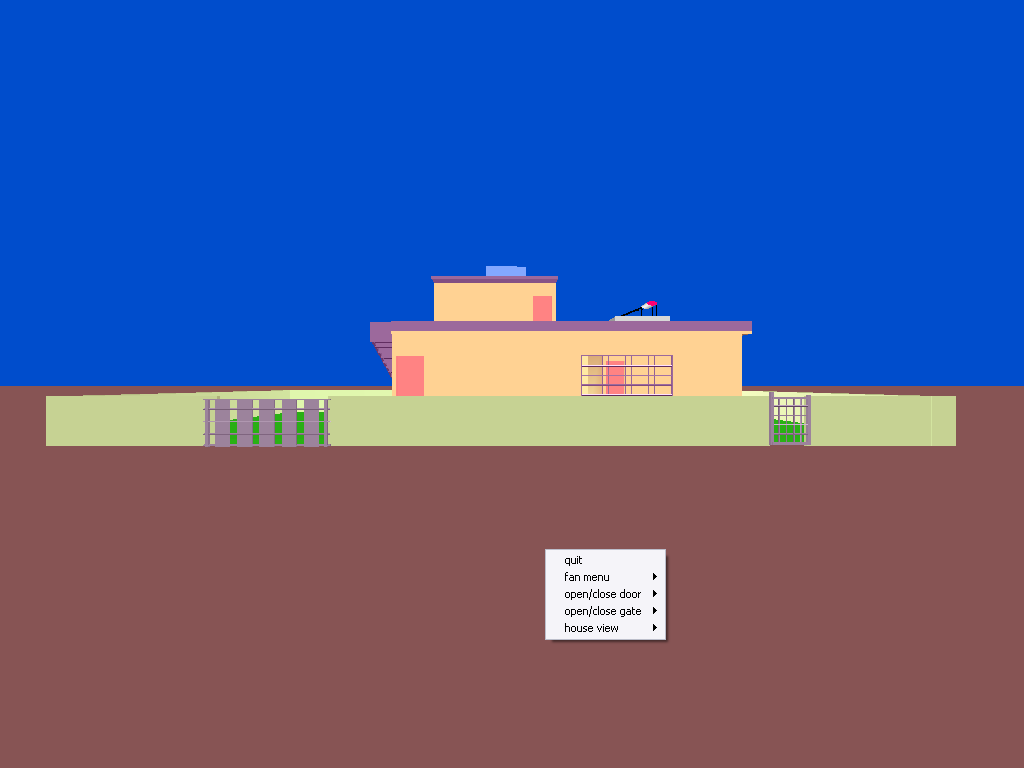 quit
fan menu
open/close door
open/close gate
house view